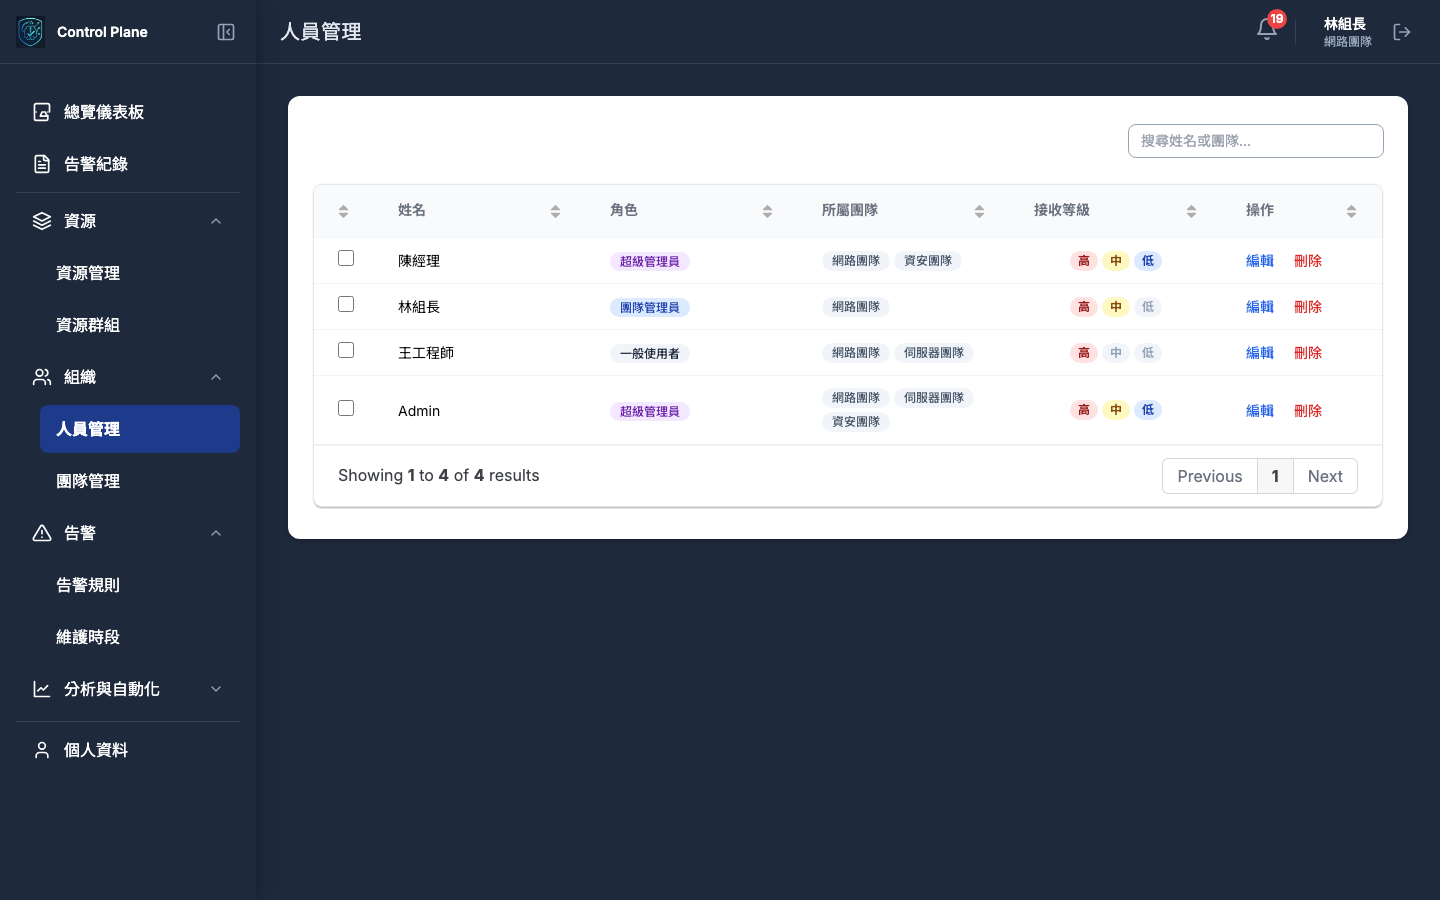 Control Plane
人員管理
19
林組長
網路團隊
總覽儀表板
告警紀錄
資源
資源管理
資源群組
組織
人員管理
團隊管理
告警
告警規則
維護時段
分析與自動化
個人資料
搜尋姓名或團隊...
姓名 角色 所屬團隊 接收等級 操作
陳經理 超級管理員 網路團隊 資安團隊 高 中 低 編輯 刪除
林組長 團隊管理員 網路團隊 高 中 低 編輯 刪除
王工程師 一般使用者 網路團隊 伺服器團隊 高 中 低 編輯 刪除
Admin 超級管理員 網路團隊 伺服器團隊 資安團隊 高 中 低 編輯 刪除
Showing 1 to 4 of 4 results
Previous 1 Next